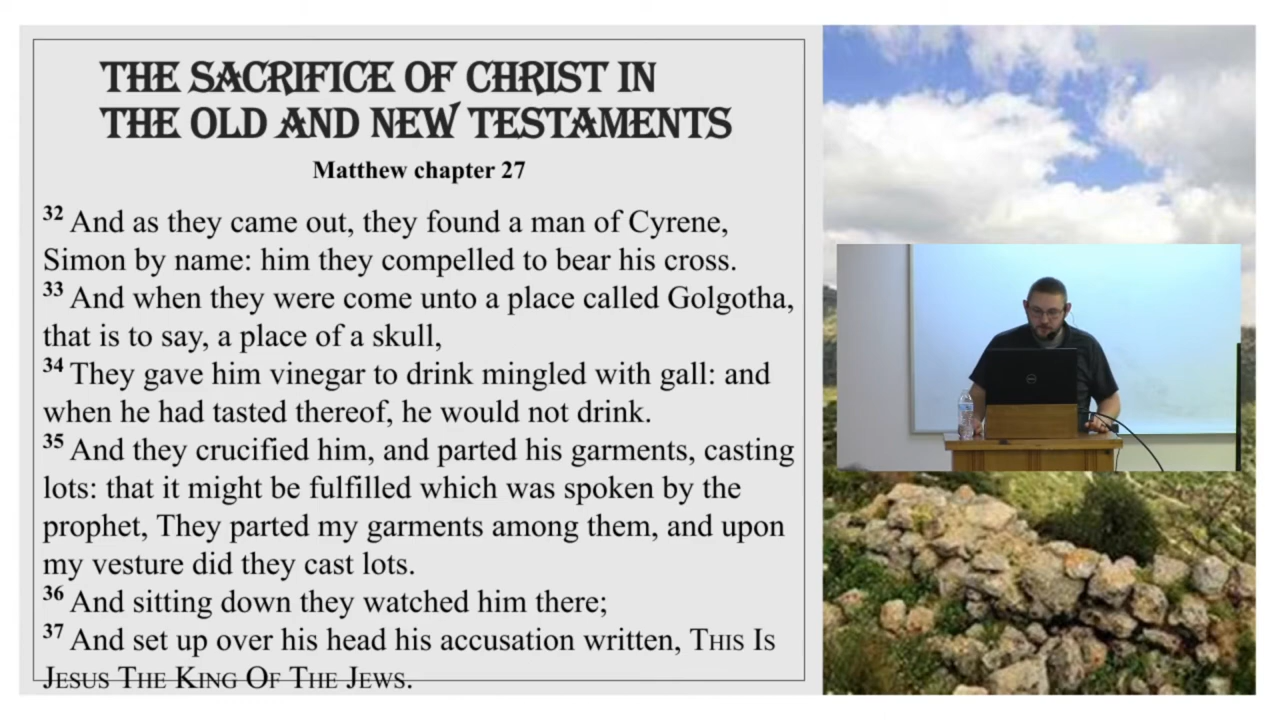 THE SACRIFICE OF CHRIST IN
THE OLD AND NEW TESTAMENTS
Matthew chapter 27
32 And as they came out, they found a man of Cyrene,
Simon by name: him they compelled to bear his cross.
33 And when they were come unto a place called Golgotha,
that is to say, a place of a skull,
34 They gave him vinegar to drink mingled with gall: and
when he had tasted thereof, he would not drink.
35 And they crucified him, and parted his garments, casting
lots: that it might be fulfilled which was spoken by the
prophet, They parted my garments among them, and upon
my vesture did they cast lots.
36 And sitting down they watched him there;
37 And set up over his head his accusation written, THIS IS
JESUS THE KING OF THE JEWS.